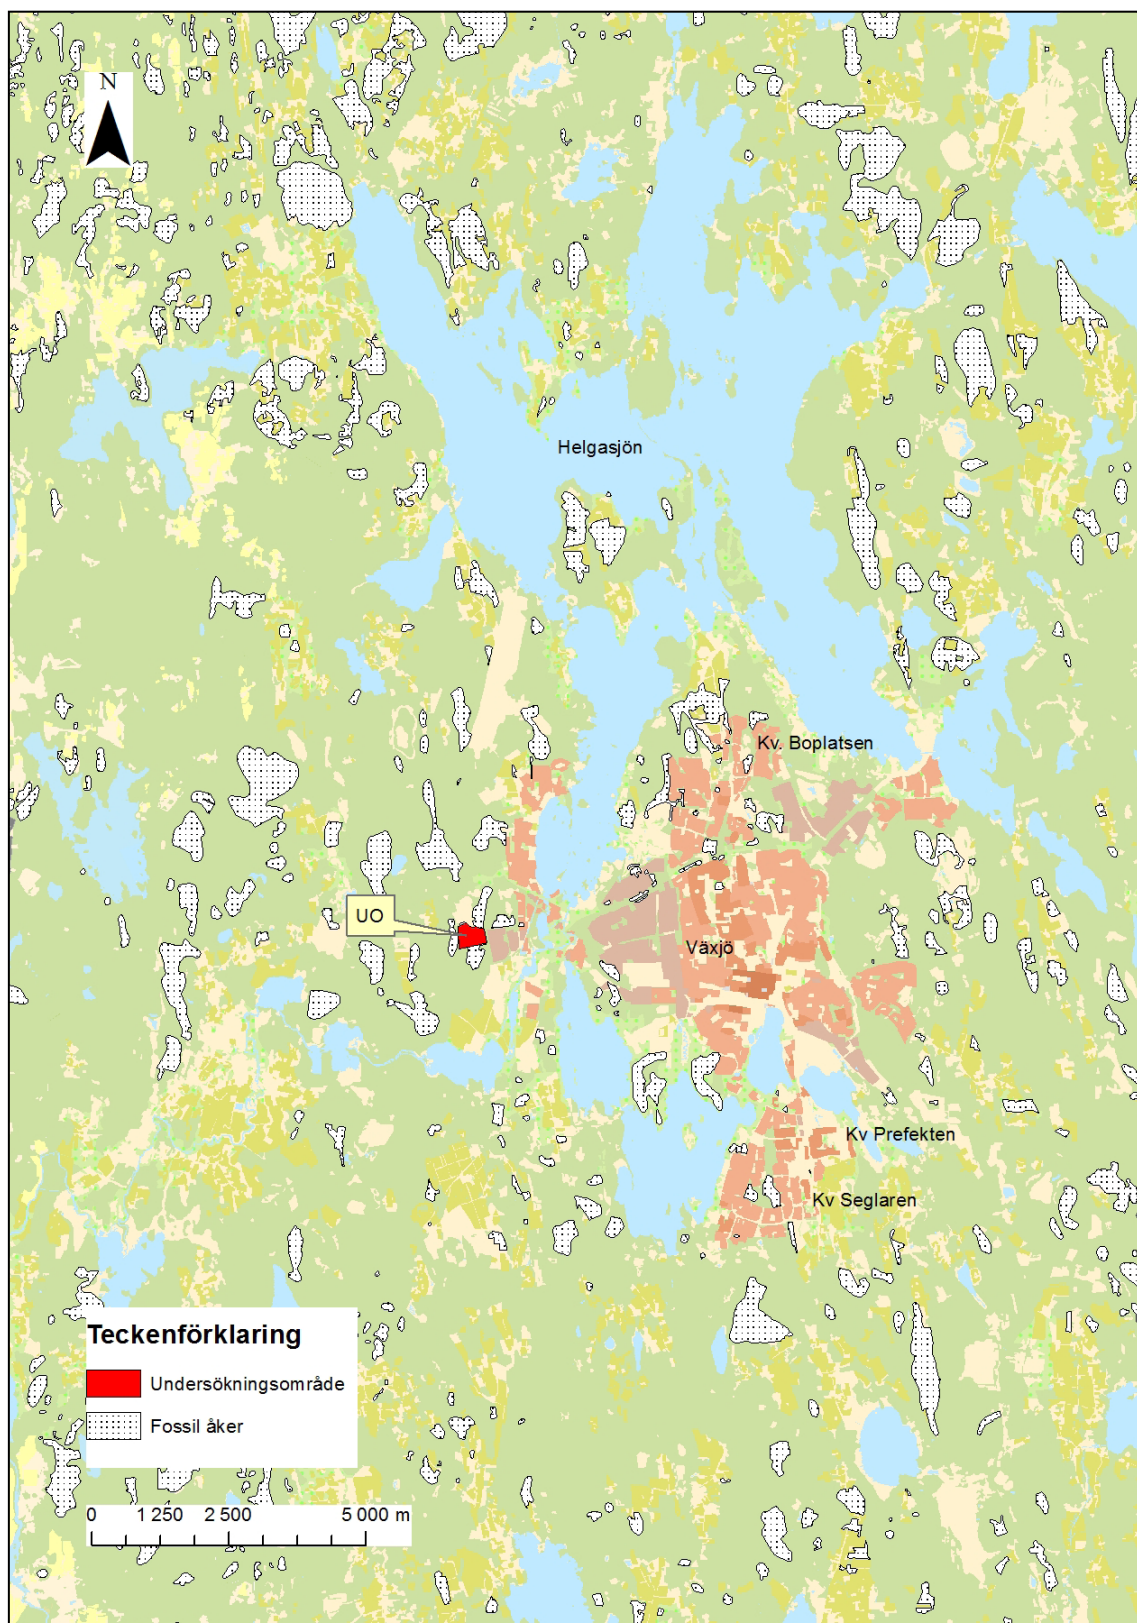 N
Helgasjön
Kv. Boplatsen
UO
Växjö
Kv Prefekten
Kv Seglaren
Teckenförklaring
Undersökningsområde
Fossil åker
0 1 250 2 500 5 000 m